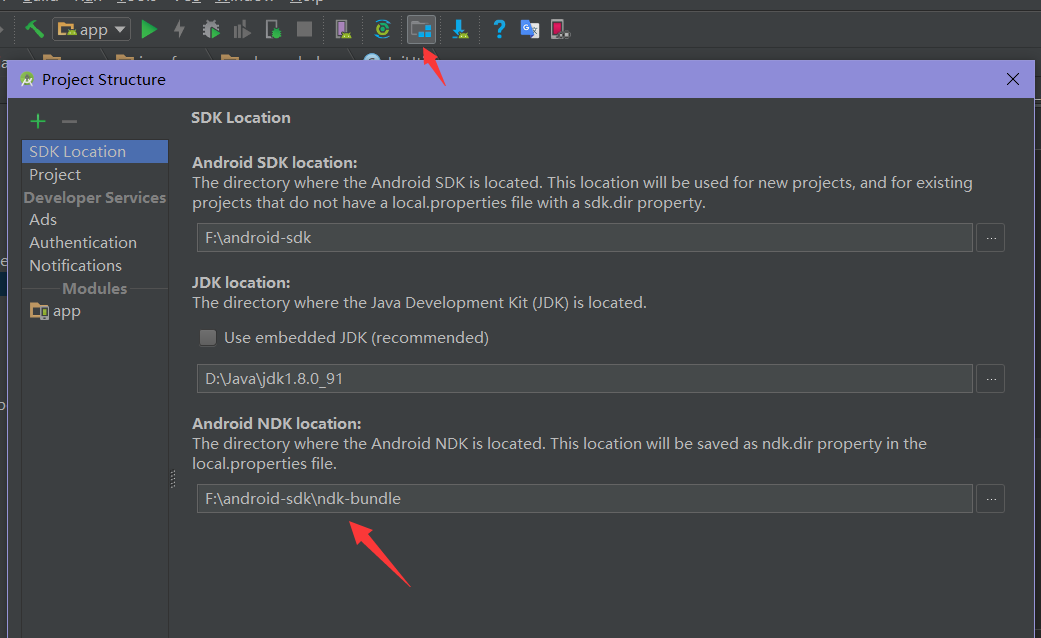 app
Project Structure
SDK Location
Project
Developer Services
Ads
Authentication
Notifications
Modules
app
SDK Location
Android SDK location:
The directory where the Android SDK is located. This location will be used for new projects, and for existing
projects that do not have a local.properties file with a sdk.dir property.
F:\android-sdk
...
JDK location:
The directory where the Java Development Kit (JDK) is located.
Use embedded JDK (recommended)
D:\Java\jdk1.8.0_91
...
Android NDK location:
The directory where the Android NDK is located. This location will be saved as ndk.dir property in the
local.properties file.
F:\android-sdk\ndk-bundle
...